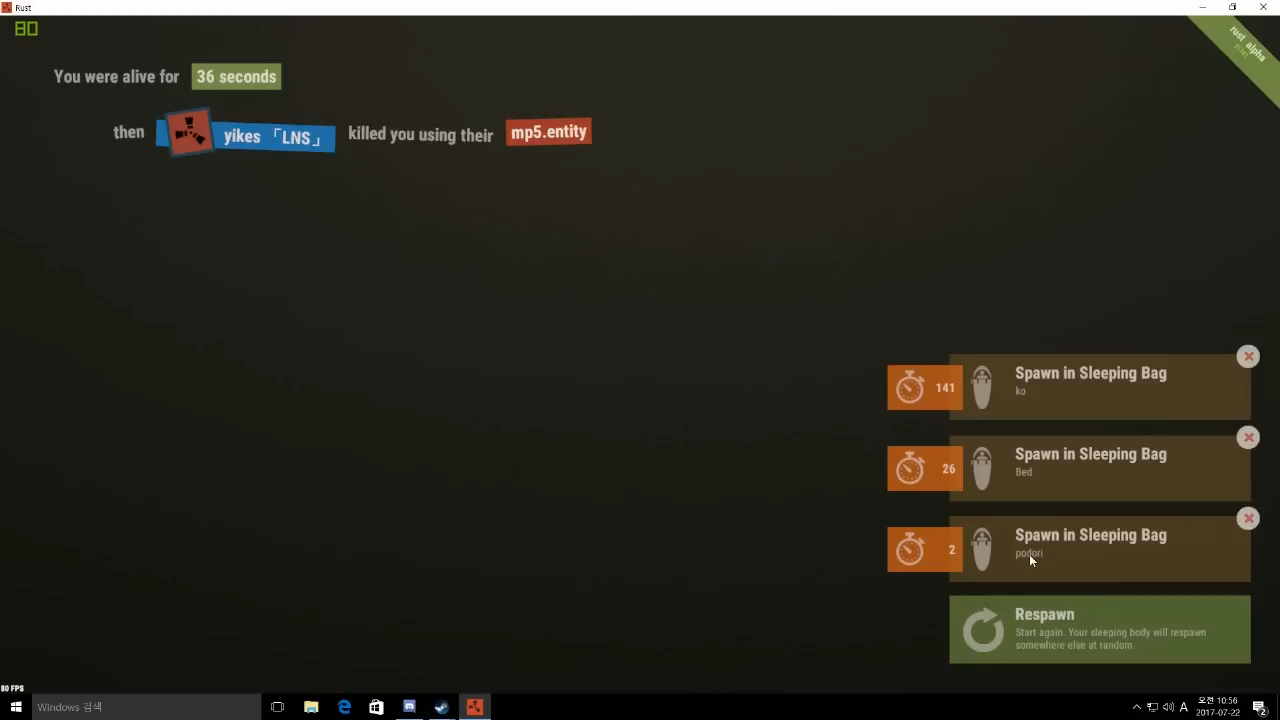 Rust
80
rust alpha
You were alive for 36 seconds
then yikes 「LNS」 killed you using their mp5.entity
141 Spawn in Sleeping Bag
ko
26 Spawn in Sleeping Bag
Bed
2 Spawn in Sleeping Bag
podori
Respawn
Start again. Your sleeping body will respawn
somewhere else at random.
80 FPS
Windows 검색
A
오전 10:56
2017-07-22
2